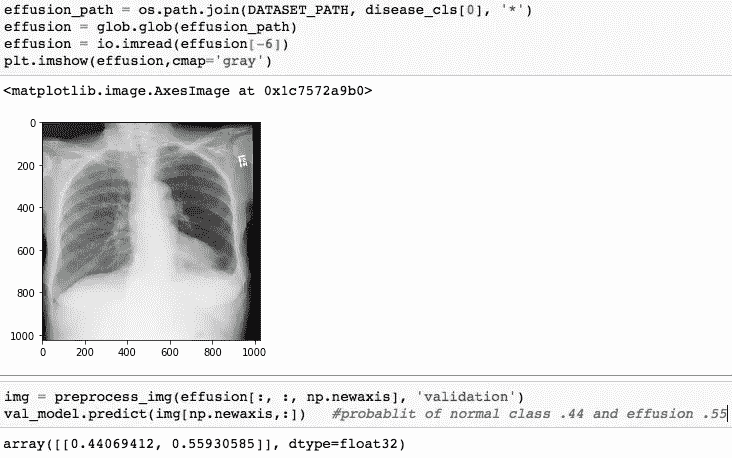 effusion_path = os.path.join(DATASET_PATH, disease_cls[0], '*')
effusion = glob.glob(effusion_path)
effusion = io.imread(effusion[-6])
plt.imshow(effusion,cmap='gray')
<matplotlib.image.AxesImage at 0x1c7572a9b0>
0
200
400
600
800
1000
0 200 400 600 800 1000
img = preprocess_img(effusion[:, :, np.newaxis], 'validation')
val_model.predict(img[np.newaxis,:]) #probablit of normal class .44 and effusion .55
array([[0.44069412, 0.55930585]], dtype=float32)